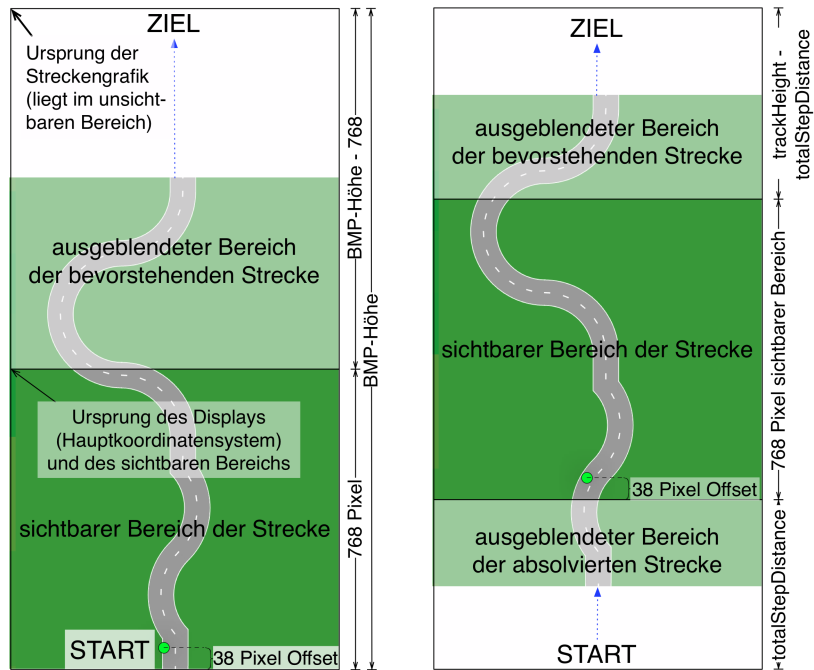 ZIEL
Ursprung der
Streckengrafik
(liegt im unsicht-
baren Bereich)
ausgeblendeter Bereich
der bevorstehenden Strecke
BMP-Höhe - 768
BMP-Höhe
Ursprung des Displays
(Hauptkoordinatensystem)
und des sichtbaren Bereichs
sichtbarer Bereich der Strecke
768 Pixel
START
38 Pixel Offset
ZIEL
ausgeblendeter Bereich
der bevorstehenden Strecke
trackHeight -
totalStepDistance
sichtbarer Bereich der Strecke
768 Pixel sichtbarer Bereich
38 Pixel Offset
ausgeblendeter Bereich
der absolvierten Strecke
totalStepDistance
START